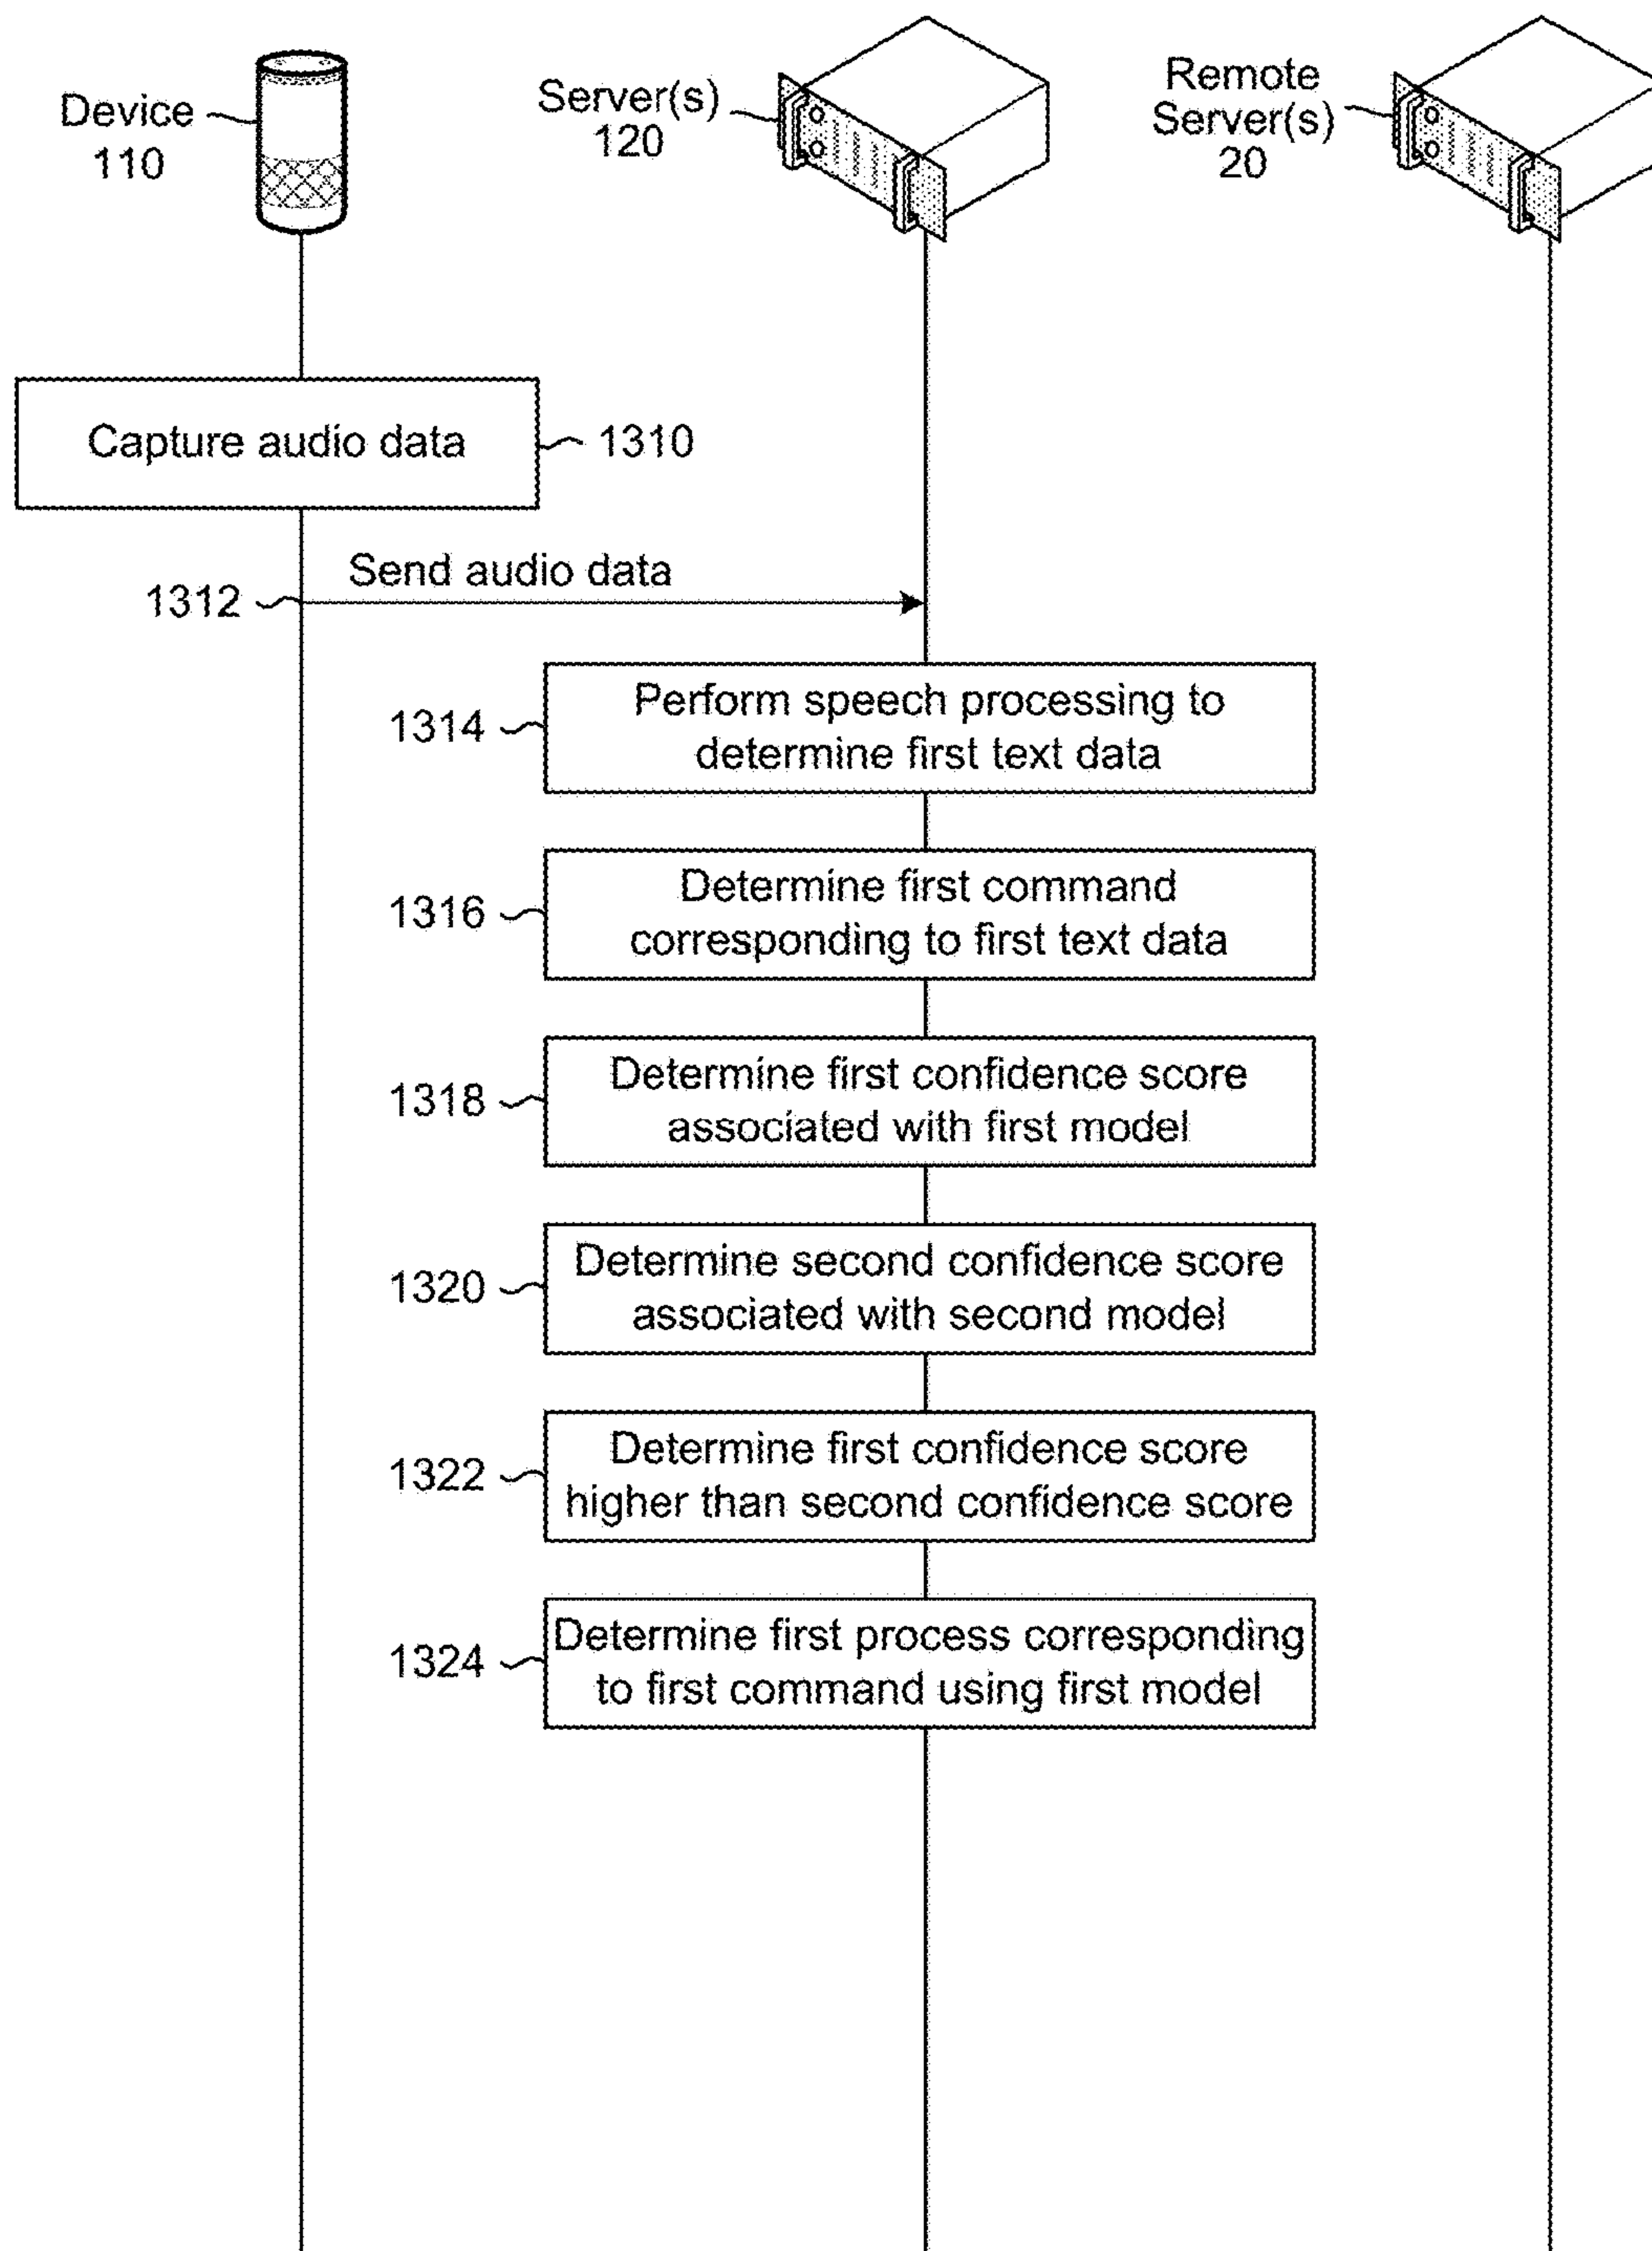 Device
110
Server(s)
120
Remote
Server(s)
20
Capture audio data
1310
Send audio data
1312
Perform speech processing to
determine first text data
1314
Determine first command
corresponding to first text data
1316
Determine first confidence score
associated with first model
1318
Determine second confidence score
associated with second model
1320
Determine first confidence score
higher than second confidence score
1322
Determine first process corresponding
to first command using first model
1324